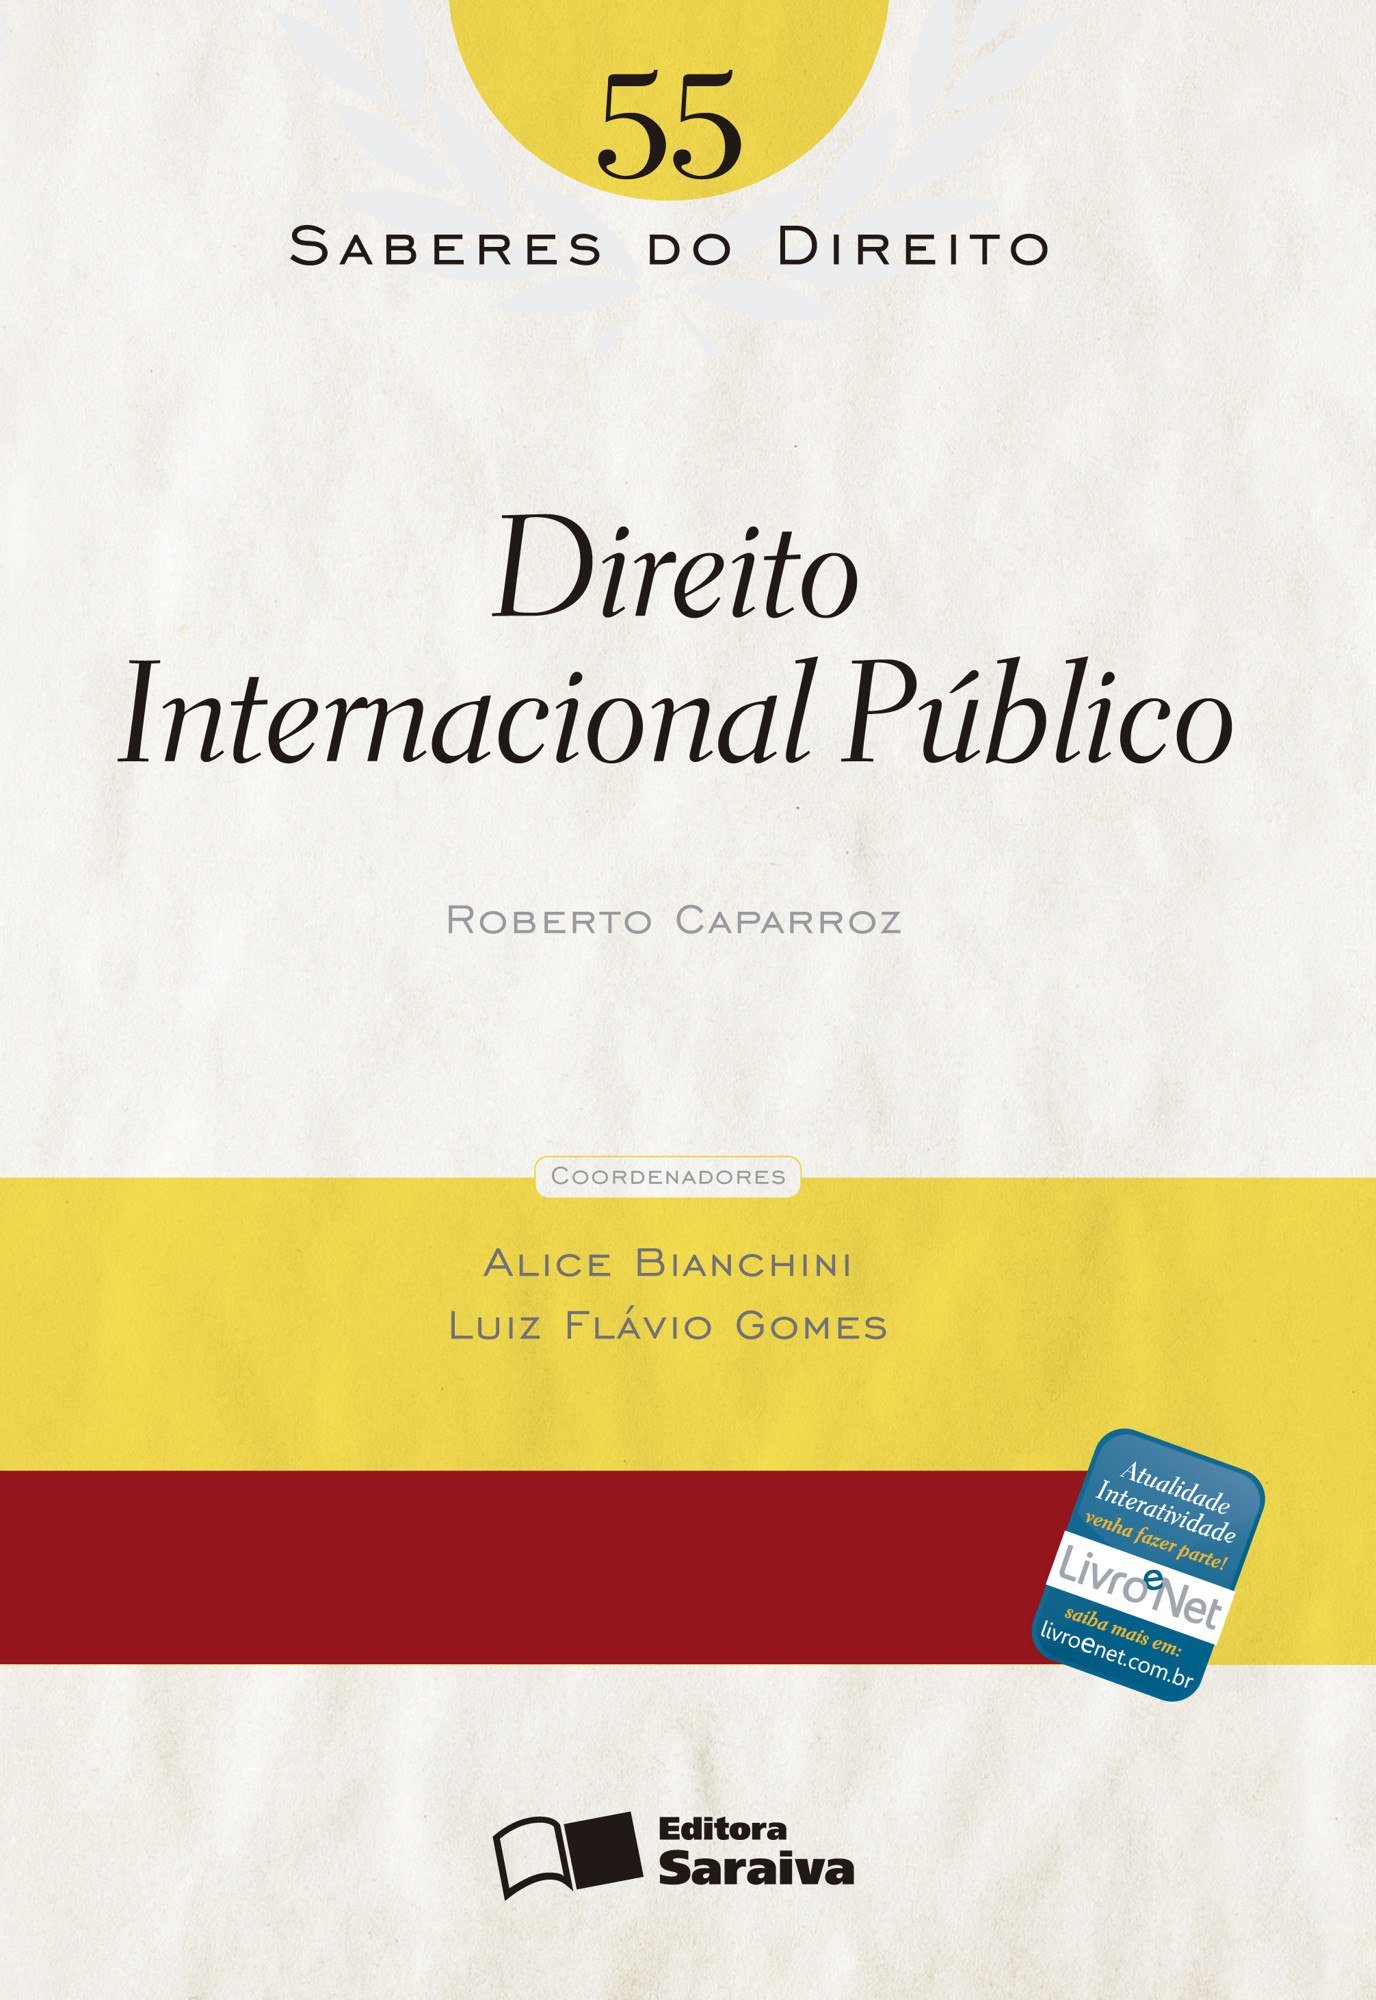 55
SABERES DO DIREITO
Direito
Internacional Público
ROBERTO CAPARROZ
COORDENADORES
ALICE BIANCHINI
LUIZ FLÁVIO GOMES
Atualidade
Interatividade
venha fazer parte!
LivroeNet
saiba mais em:
livroenet.com.br
Editora
Saraiva